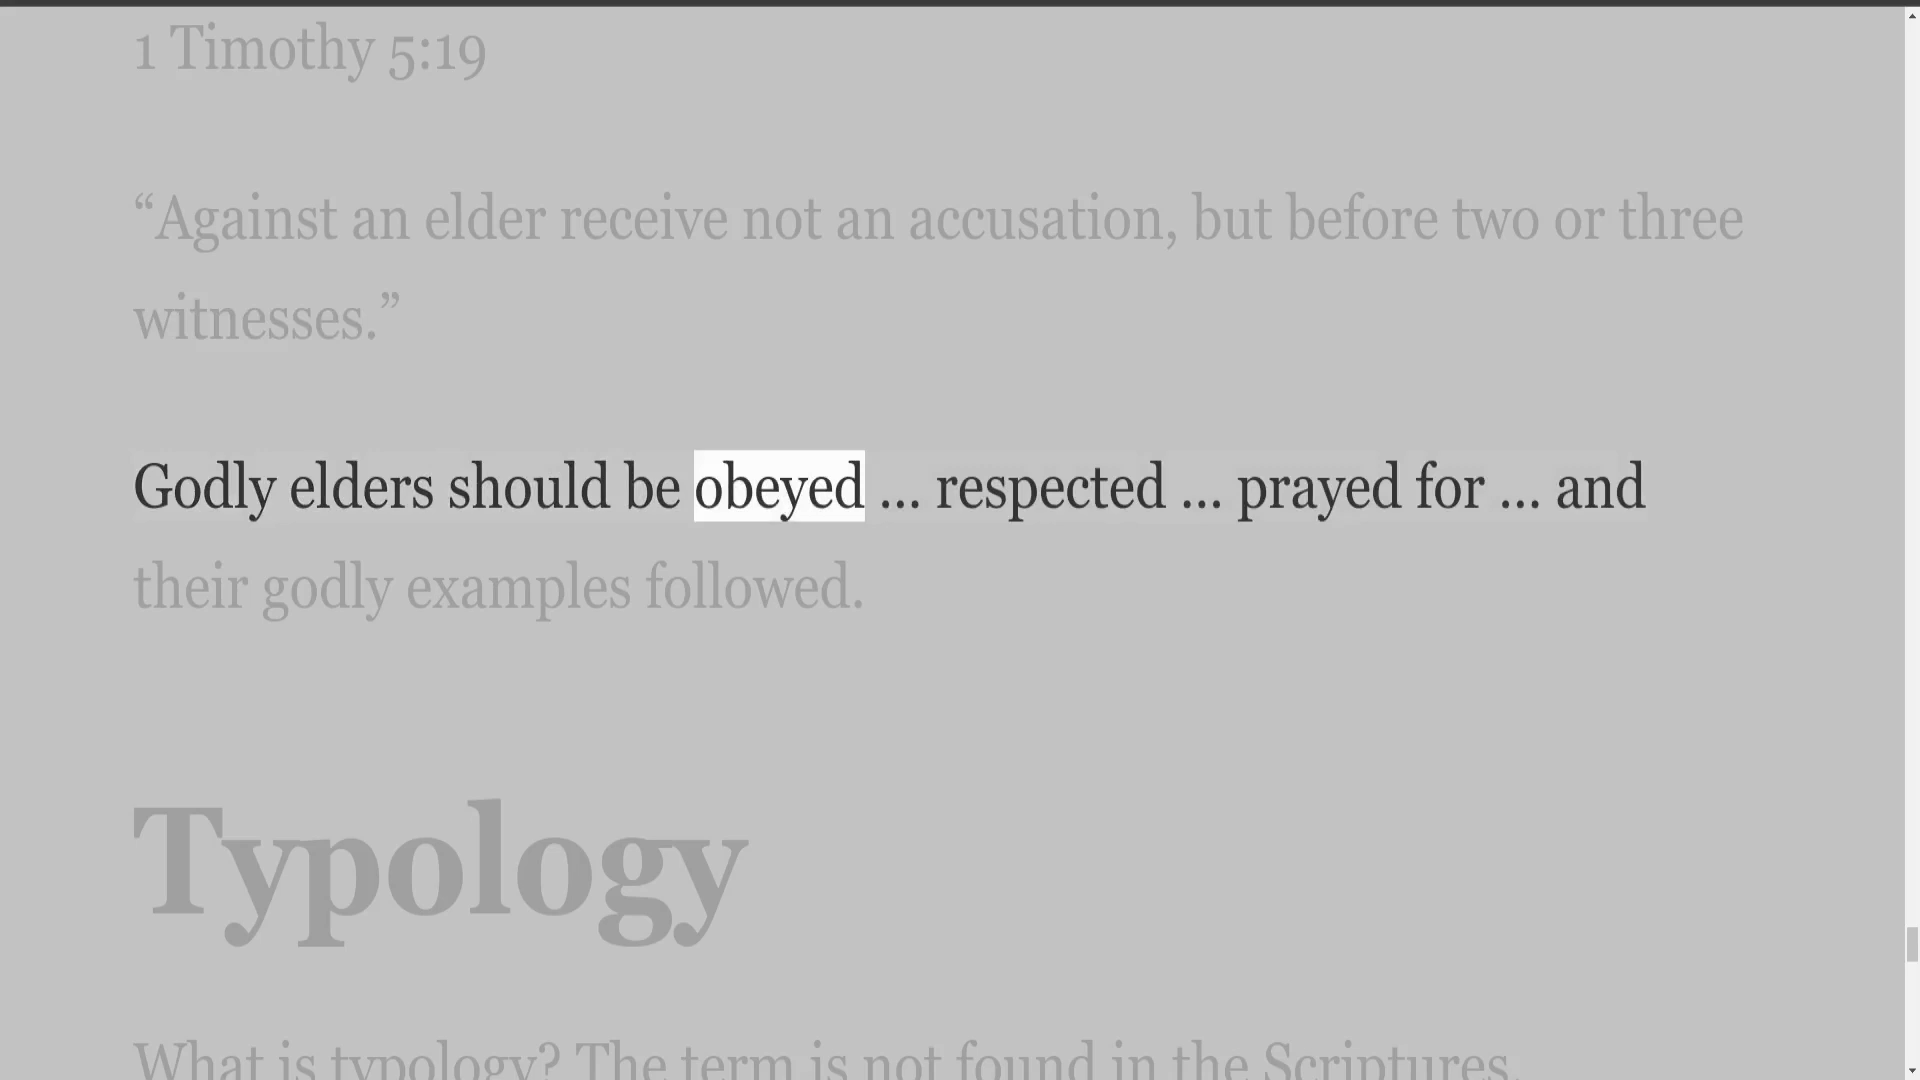 1 Timothy 5:19
“Against an elder receive not an accusation, but before two or three
witnesses.”
Godly elders should be obeyed ... respected ... prayed for ... and
their godly examples followed.
Typology
What is typology? The term is not found in the Scriptures.